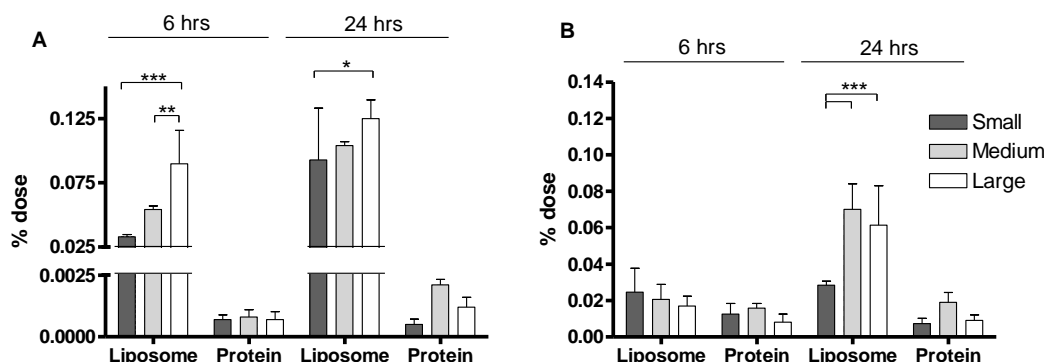 A
6 hrs
24 hrs
% dose
0.125
0.075
0.025
0.0025
0.0000
***
**
*
Liposome Protein Liposome Protein
B
6 hrs
24 hrs
% dose
0.14
0.12
0.10
0.08
0.06
0.04
0.02
0.00
***
Small
Medium
Large
Liposome Protein Liposome Protein